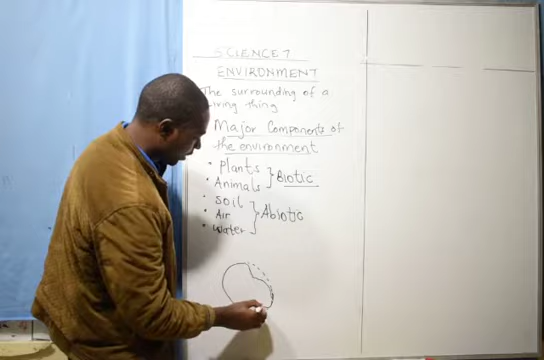 SCIENCE 7
ENVIRONMENT
The surrounding of a
living thing
Major Components of
the environment
• Plants
• Animals } Biotic
• Soil
• Air } Abiotic
• Water